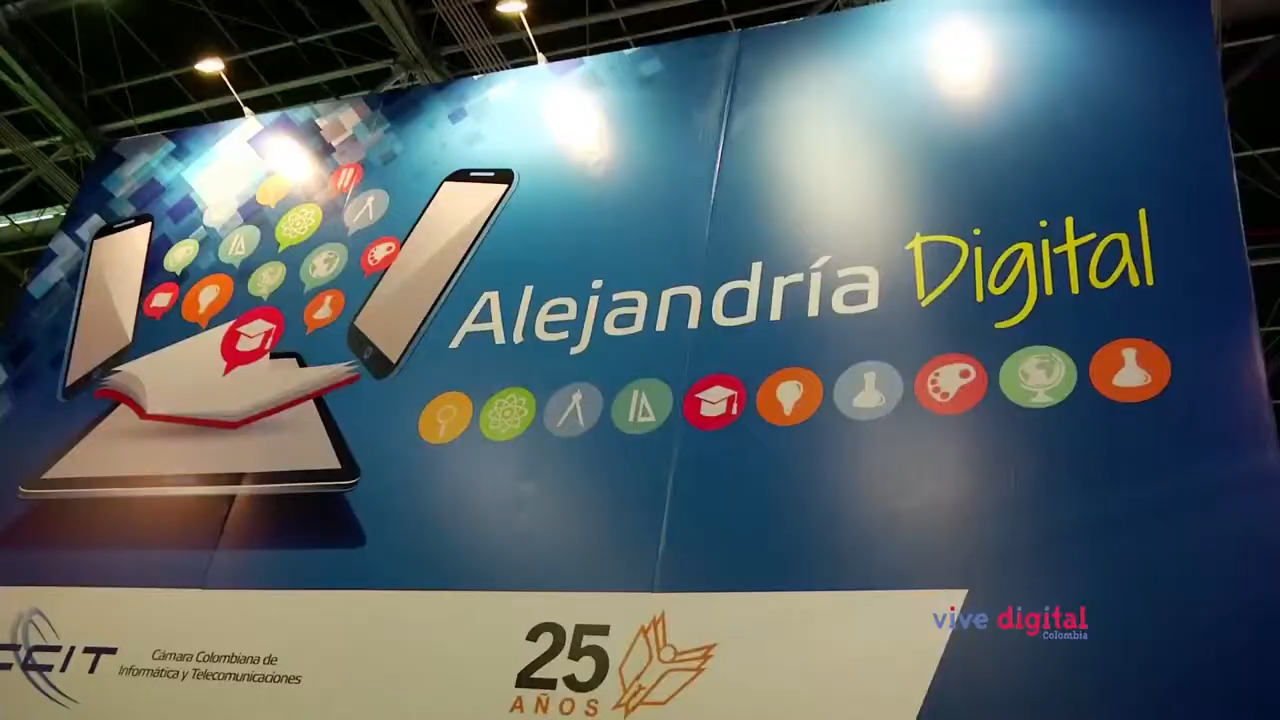 Alejandría Digital
CCIT
Cámara Colombiana de
Informática y Telecomunicaciones
25
AÑOS
vive digital
Colombia